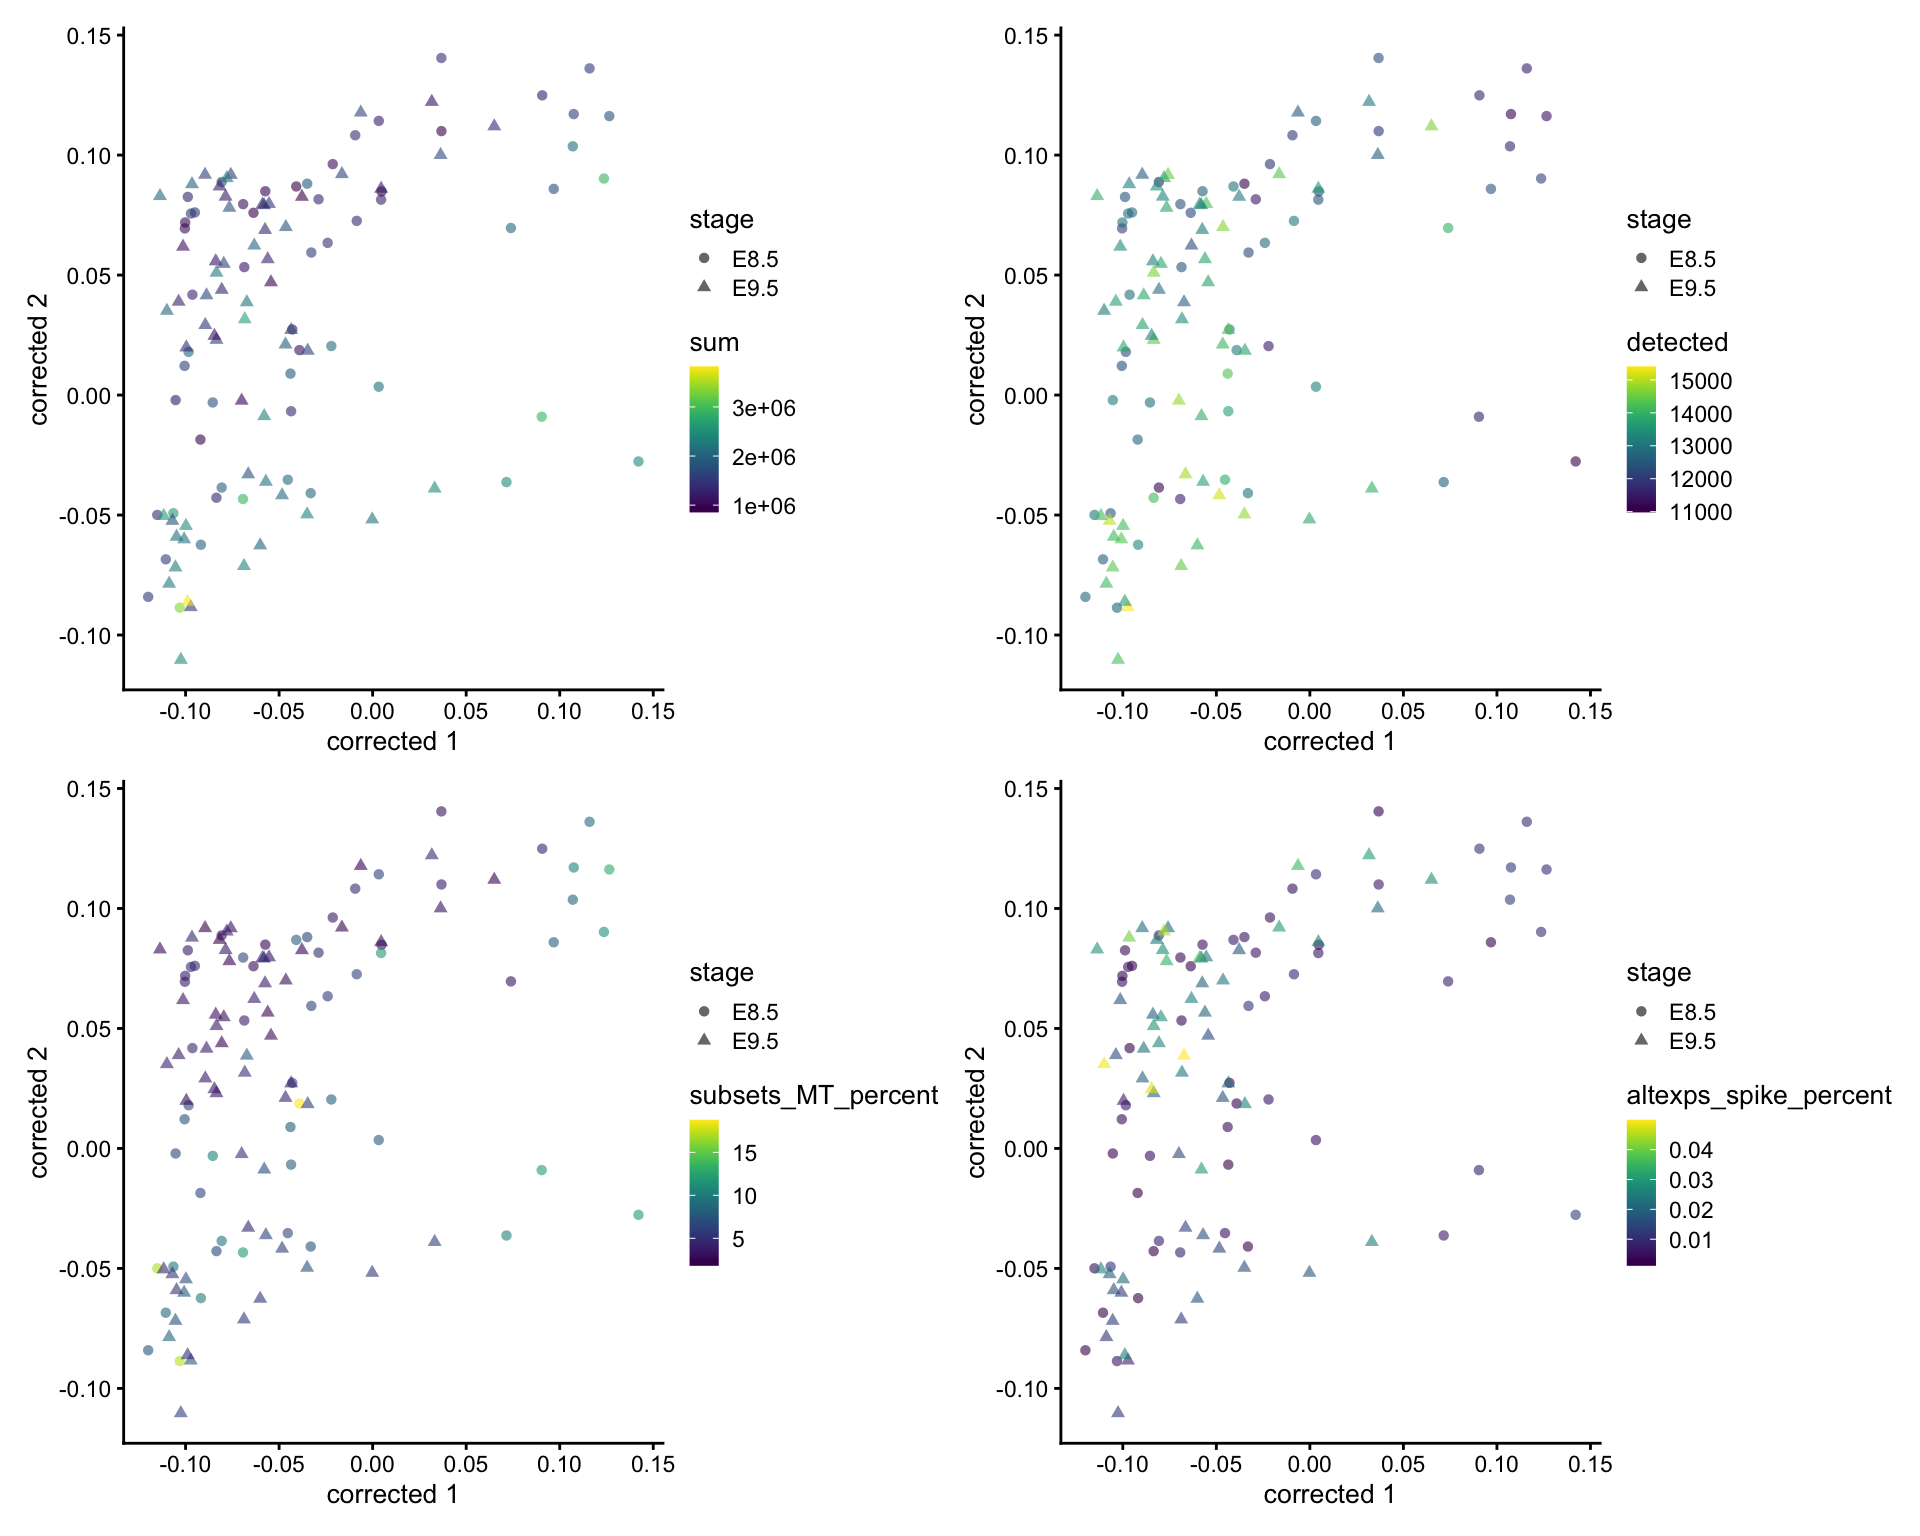 0.15
0.10
0.05
0.00
-0.05
-0.10
corrected 2
-0.10 -0.05 0.00 0.05 0.10 0.15
corrected 1
stage
E8.5
E9.5
sum
3e+06
2e+06
1e+06
0.15
0.10
0.05
0.00
-0.05
-0.10
corrected 2
-0.10 -0.05 0.00 0.05 0.10 0.15
corrected 1
stage
E8.5
E9.5
detected
15000
14000
13000
12000
11000
0.15
0.10
0.05
0.00
-0.05
-0.10
corrected 2
-0.10 -0.05 0.00 0.05 0.10 0.15
corrected 1
stage
E8.5
E9.5
subsets_MT_percent
15
10
5
0.15
0.10
0.05
0.00
-0.05
-0.10
corrected 2
-0.10 -0.05 0.00 0.05 0.10 0.15
corrected 1
stage
E8.5
E9.5
altexps_spike_percent
0.04
0.03
0.02
0.01